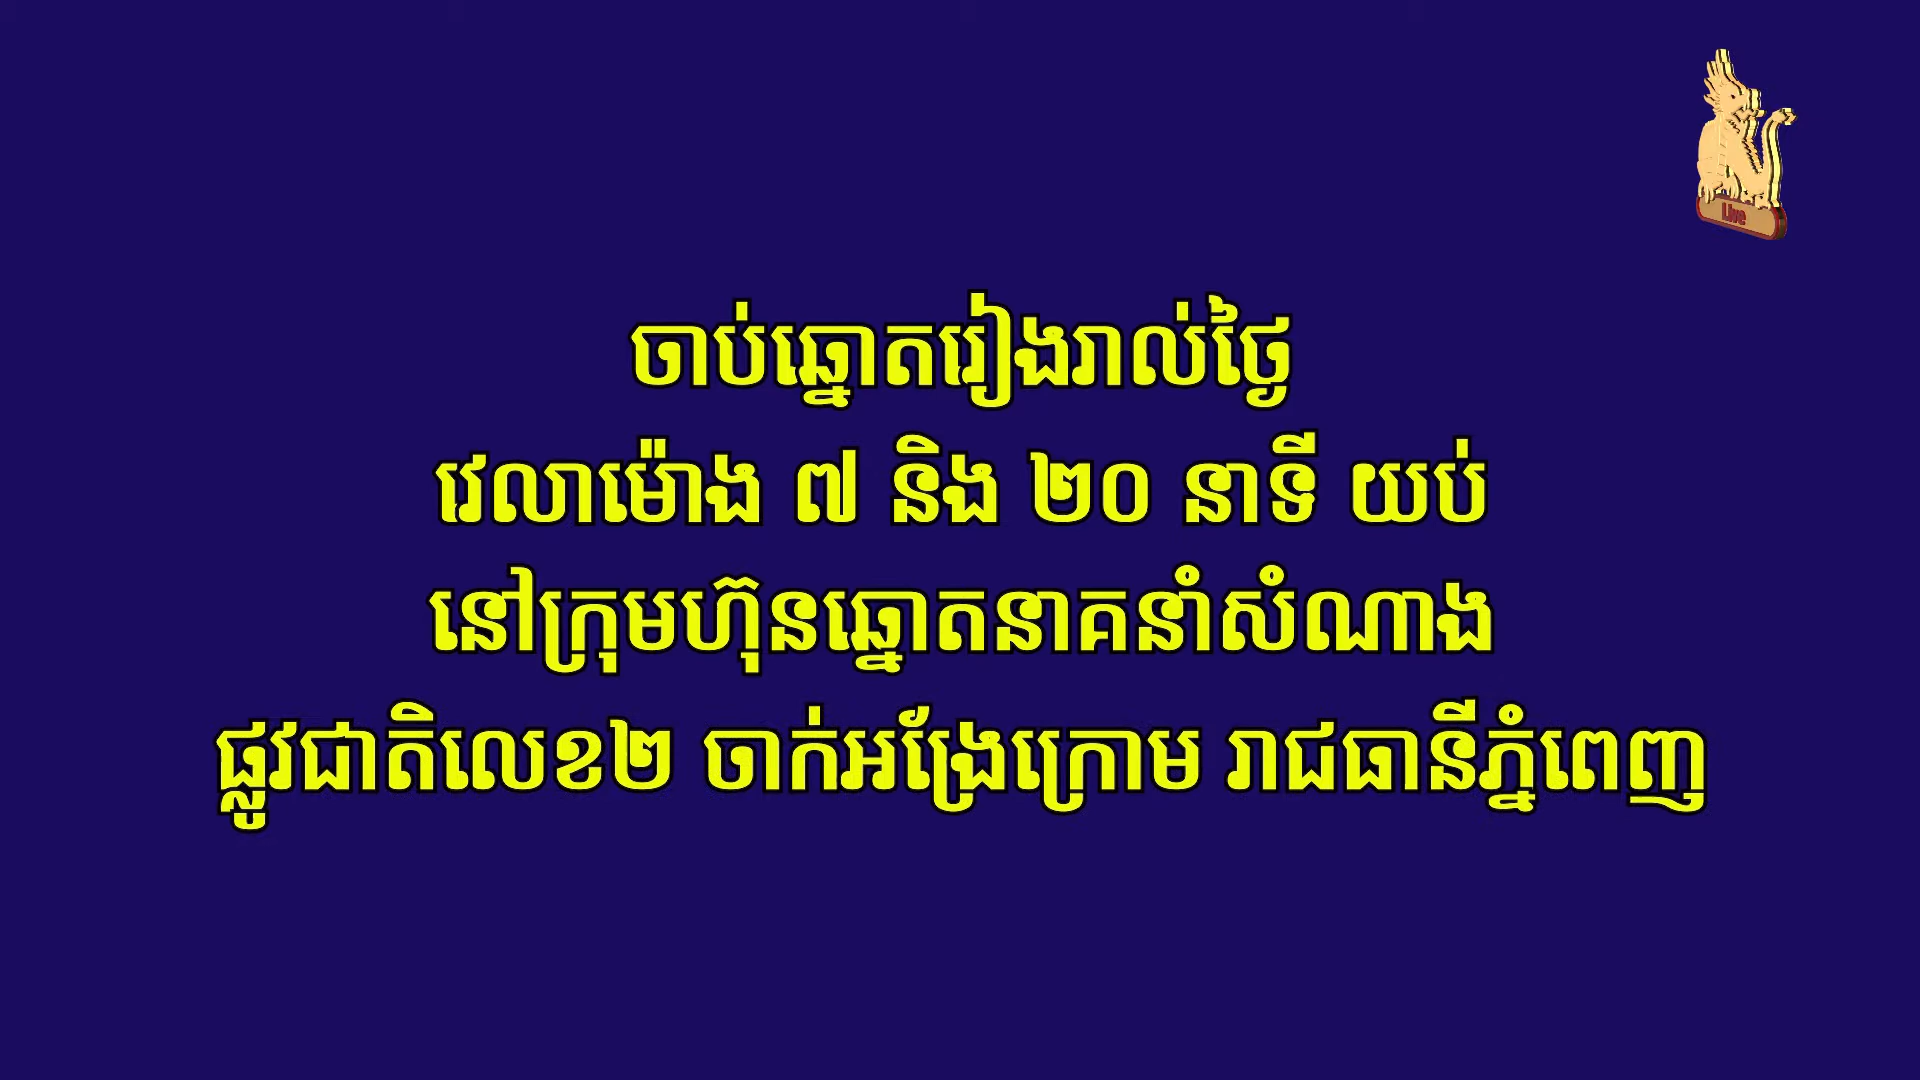 Live
ចាប់ឆ្នោតរៀងរាល់ថ្ងៃ
វេលាម៉ោង ៧ និង ២០ នាទី យប់
នៅក្រុមហ៊ុនឆ្នោតនាគនាំសំណាង
ផ្លូវជាតិលេខ២ ចាក់អង្រែក្រោម រាជធានីភ្នំពេញ